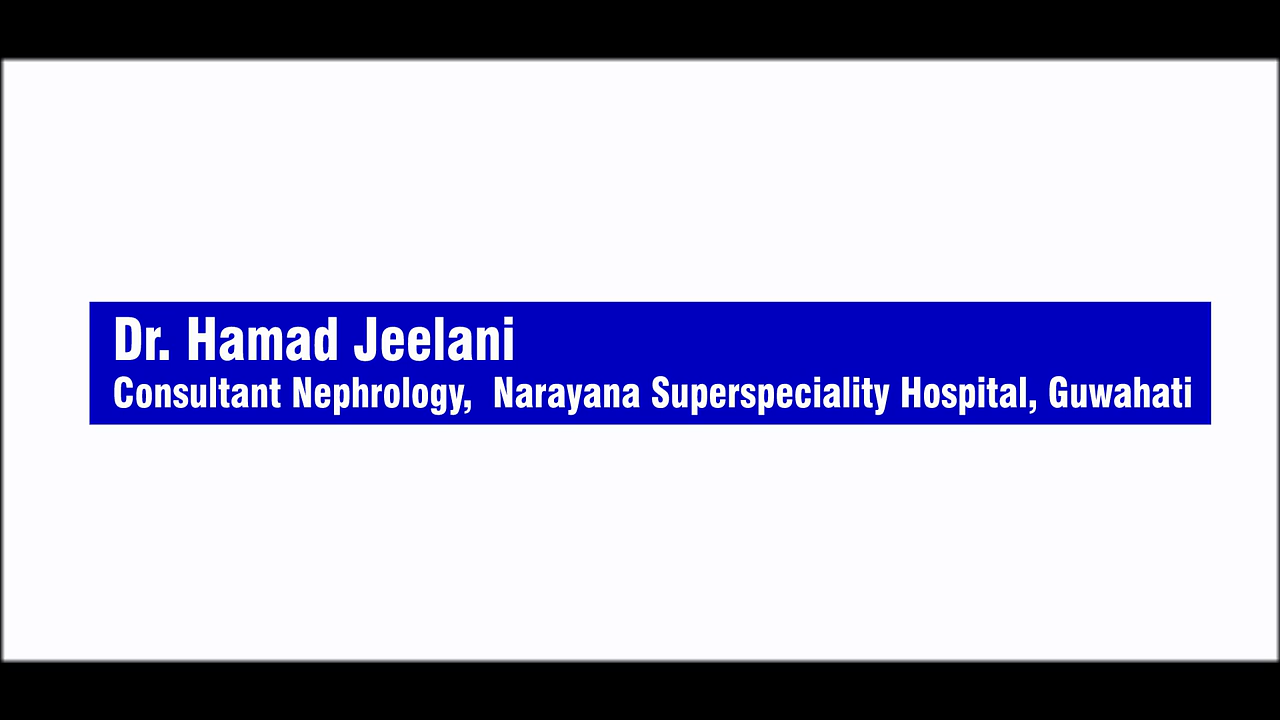 Dr. Hamad Jeelani
Consultant Nephrology, Narayana Superspeciality Hospital, Guwahati